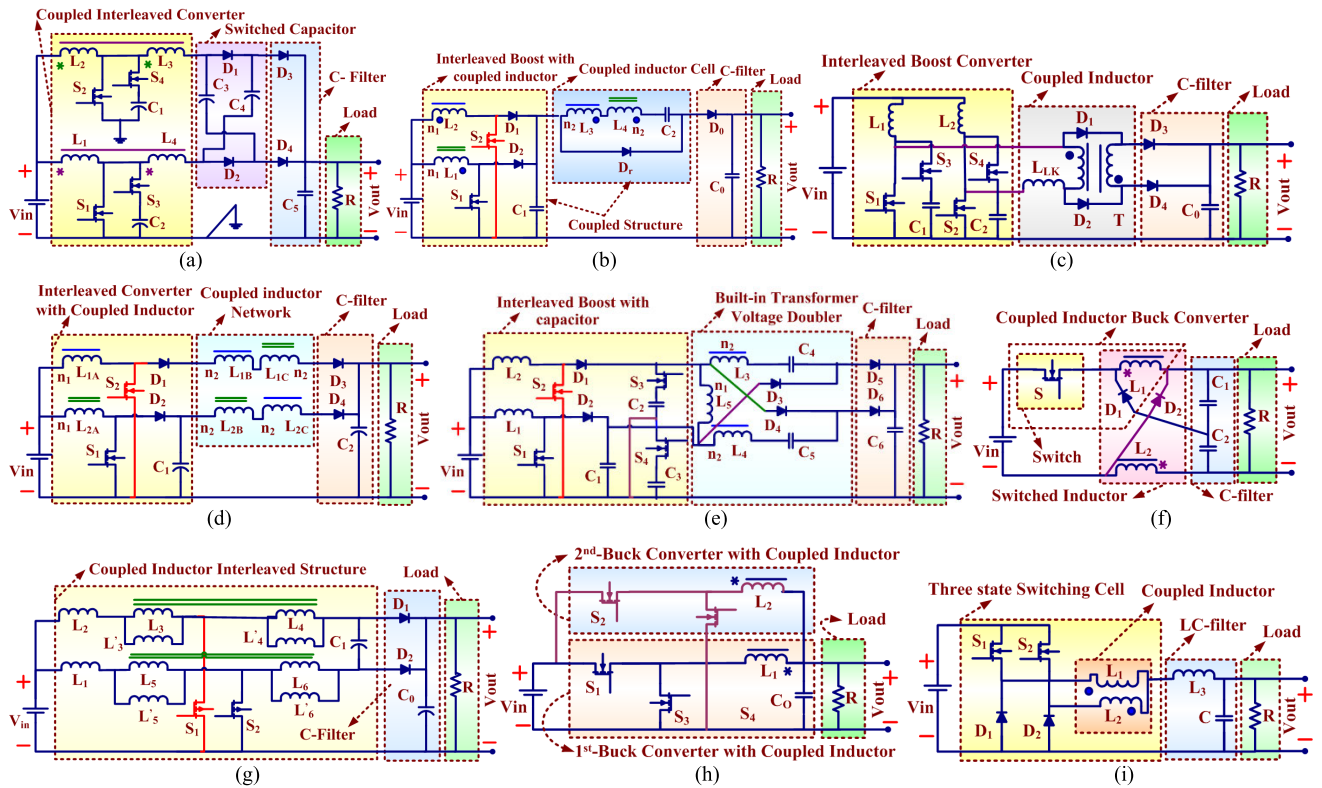 Coupled Interleaved Converter
Switched Capacitor
C- Filter
Load
L2
L3
S4
S2
C1
D1
D3
C3
C4
L1
L4
D4
D2
S3
S1
C2
C5
R
Vin
Vout
+
−
+
−
*
*
*
*
(a)
Interleaved Boost with
coupled inductor
Coupled inductor Cell
C-filter
Load
n1
L2
D1
n2
L3
L4
n2
C2
D0
S2
D2
n1
L1
Dr
S1
C1
C0
R
Vin
Vout
+
−
+
−
Coupled Structure
(b)
Interleaved Boost Converter
Coupled Inductor
C-filter
Load
L1
L2
D1
D3
S3
S4
LLK
D2
T
D4
S1
C1
S2
C2
C0
R
Vin
Vout
+
−
+
−
(c)
Interleaved Converter
with Coupled Inductor
Coupled inductor
Network
C-filter
Load
n1
L1A
D1
n2
L1B
L1C
n2
D3
S2
D2
D4
n1
L2A
n2
L2B
n2
L2C
S1
C1
C2
R
Vin
Vout
+
−
+
−
(d)
Interleaved Boost with
capacitor
Built-in Transformer
Voltage Doubler
C-filter
Load
L2
S2
D1
S3
n2
L3
C4
D5
D6
D2
C2
n1
L5
D3
D4
L1
S4
n2
L4
C5
S1
C1
C3
C6
R
Vin
Vout
+
−
+
−
(e)
Coupled Inductor Buck Converter
Load
S
*
L1
C1
D1
D2
C2
L2
*
R
Vin
Vout
+
−
+
−
Switch
Switched Inductor
C-filter
(f)
Coupled Inductor Interleaved Structure
Load
L2
L3
L'3
L4
L'4
D1
C1
D2
L1
L5
L'5
L6
L'6
C0
S1
S2
R
Vin
Vout
+
−
+
−
C-Filter
(g)
2nd-Buck Converter with Coupled Inductor
*
S2
L2
Load
S1
L1
*
S3
S4
CO
R
Vin
Vout
+
−
+
−
1st-Buck Converter with Coupled Inductor
(h)
Three state Switching Cell
Coupled Inductor
LC-filter
Load
S1
S2
L1
L2
L3
D1
D2
C
R
Vin
Vout
+
−
+
−
(i)